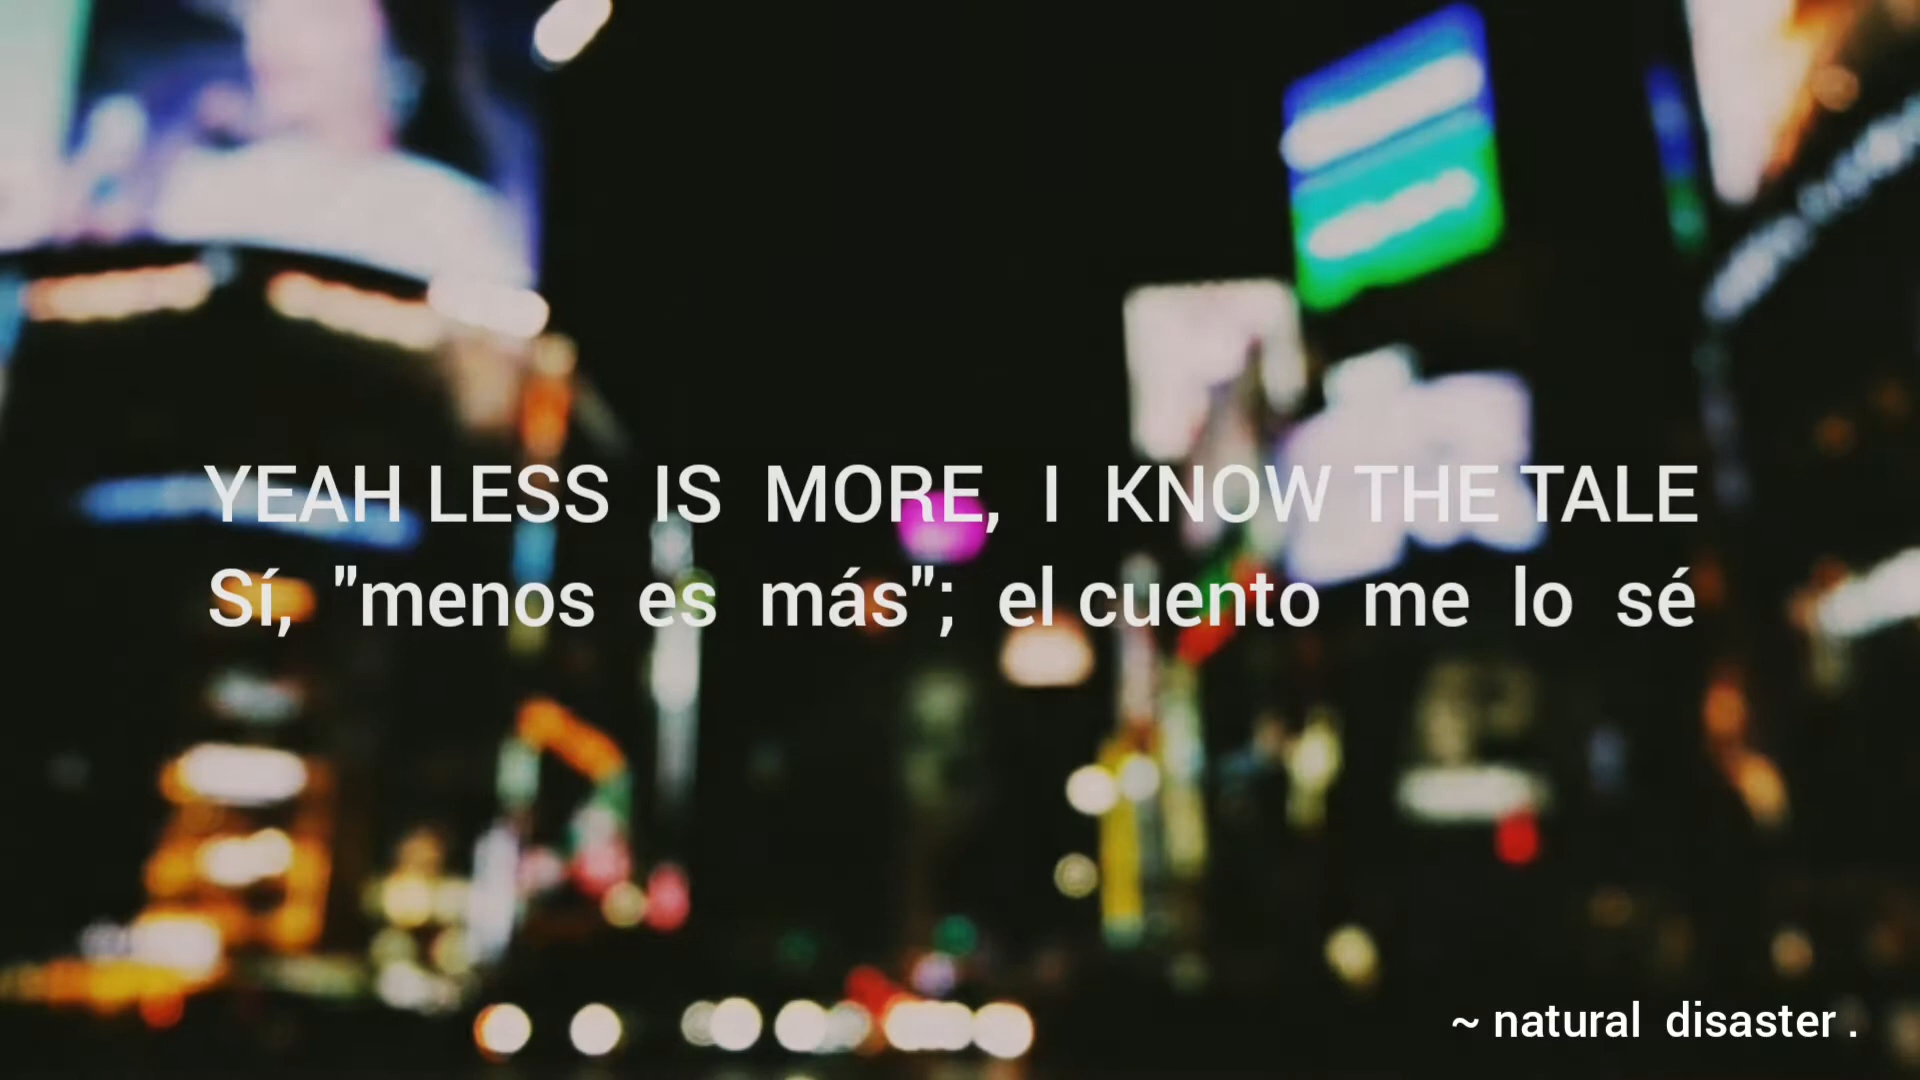 YEAH LESS IS MORE, I KNOW THE TALE
Sí, "menos es más"; el cuento me lo sé
~ natural disaster .